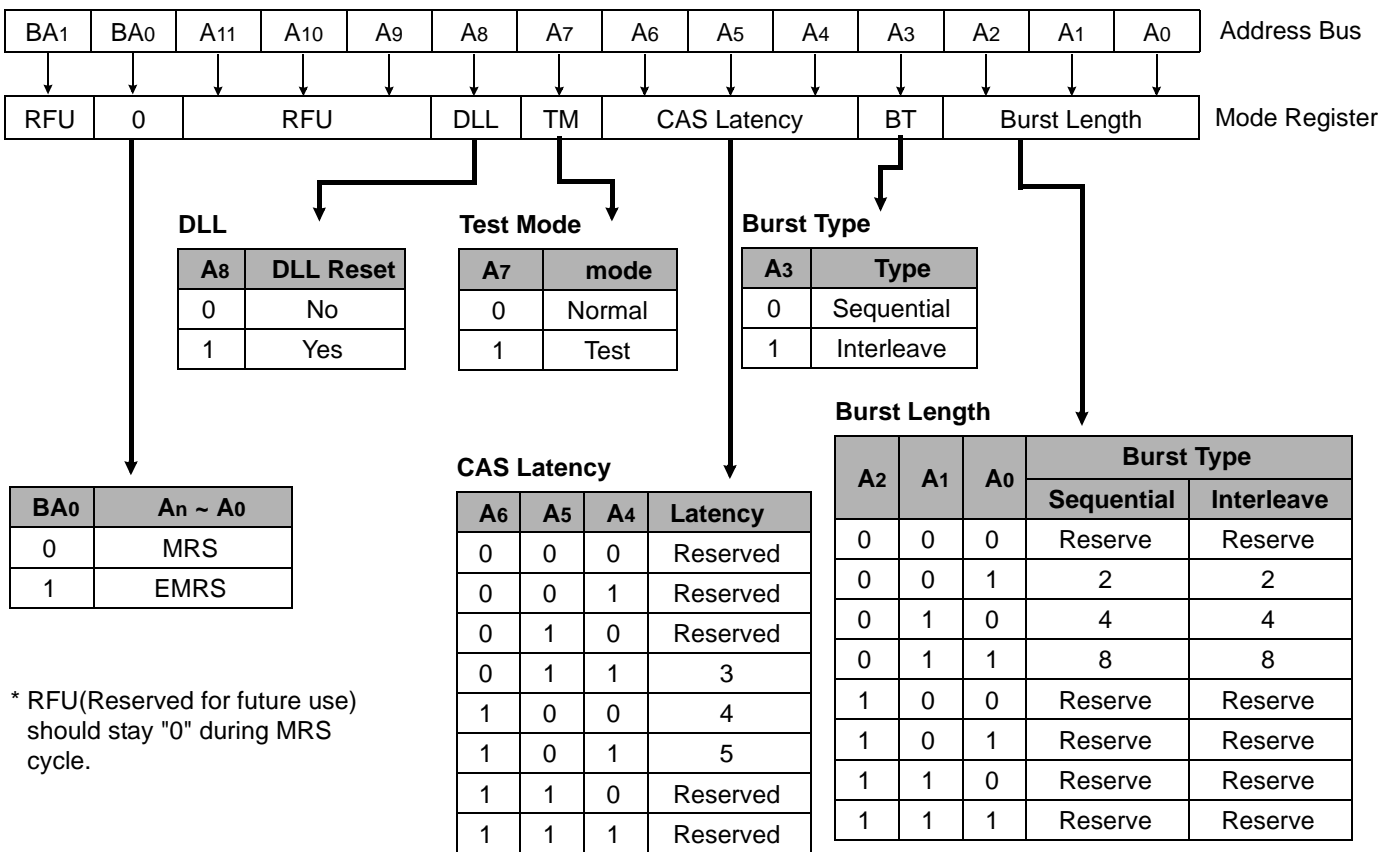 BA1 BA0 A11 A10 A9 A8 A7 A6 A5 A4 A3 A2 A1 A0 Address Bus
RFU 0 RFU DLL TM CAS Latency BT Burst Length Mode Register
DLL
A8 DLL Reset
0 No
1 Yes
Test Mode
A7 mode
0 Normal
1 Test
Burst Type
A3 Type
0 Sequential
1 Interleave
BA0 An ~ A0
0 MRS
1 EMRS
* RFU(Reserved for future use)
should stay "0" during MRS
cycle.
CAS Latency
A6 A5 A4 Latency
0 0 0 Reserved
0 0 1 Reserved
0 1 0 Reserved
0 1 1 3
1 0 0 4
1 0 1 5
1 1 0 Reserved
1 1 1 Reserved
Burst Length
A2 A1 A0 Burst Type
Sequential Interleave
0 0 0 Reserve Reserve
0 0 1 2 2
0 1 0 4 4
0 1 1 8 8
1 0 0 Reserve Reserve
1 0 1 Reserve Reserve
1 1 0 Reserve Reserve
1 1 1 Reserve Reserve